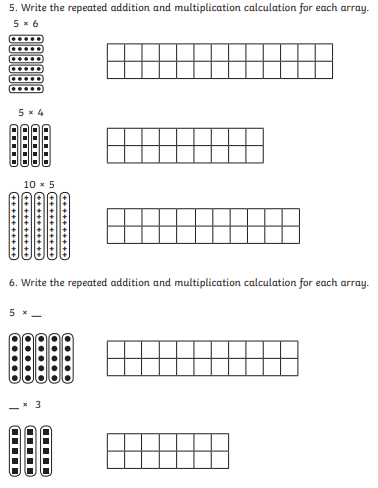 5. Write the repeated addition and multiplication calculation for each array.
5 × 6
5 × 4
10 × 5
6. Write the repeated addition and multiplication calculation for each array.
5 × __
__ × 3